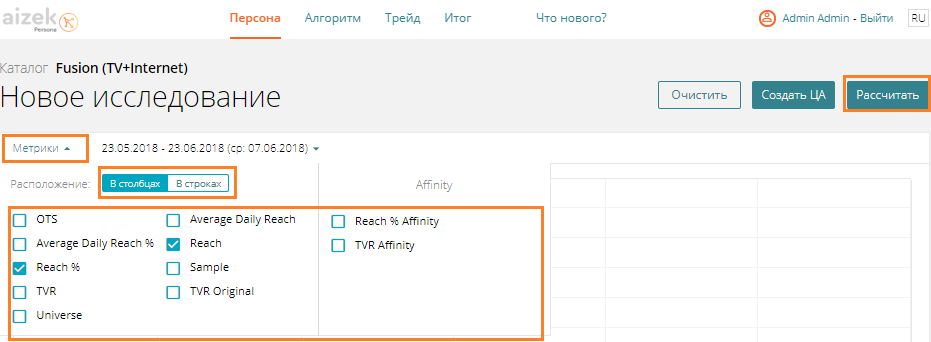 aizek
Persona
Персона Алгоритм Трейд Итог Что нового? Admin Admin - Выйти RU
Каталог Fusion (TV+Internet)
Новое исследование
Очистить Создать ЦА Рассчитать
Метрики 23.05.2018 - 23.06.2018 (ср: 07.06.2018)
Расположение: В столбцах В строках Affinity
OTS Average Daily Reach Reach % Affinity
Average Daily Reach % Reach TVR Affinity
Reach % Sample
TVR TVR Original
Universe